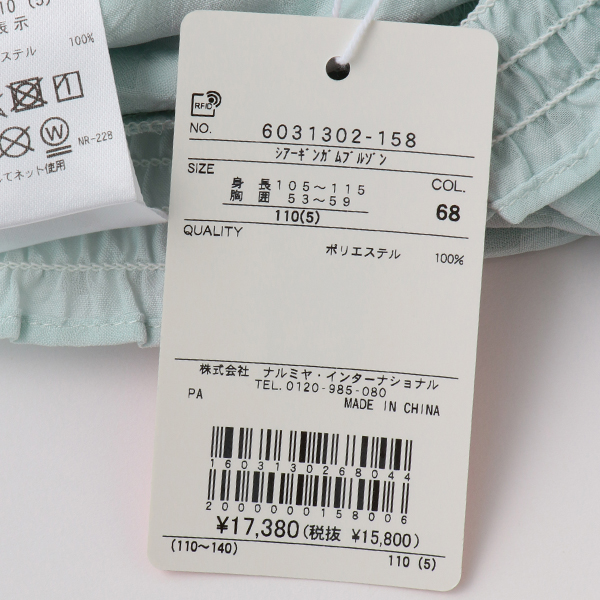 10 (5)
表示
ステル 100%
NR-228
てネット使用
RFID
NO. 6031302-158
シアーギンガムブルゾン
SIZE
身 長 105～115
胸 囲 53～59
110(5)
COL.
68
QUALITY
ポリエステル 100%
株式会社 ナルミヤ・インターナショナル
TEL.0120-985-080
PA MADE IN CHINA
1603130268044
2000000158006
¥17,380(税抜 ¥15,800)
(110～140) 110 (5)